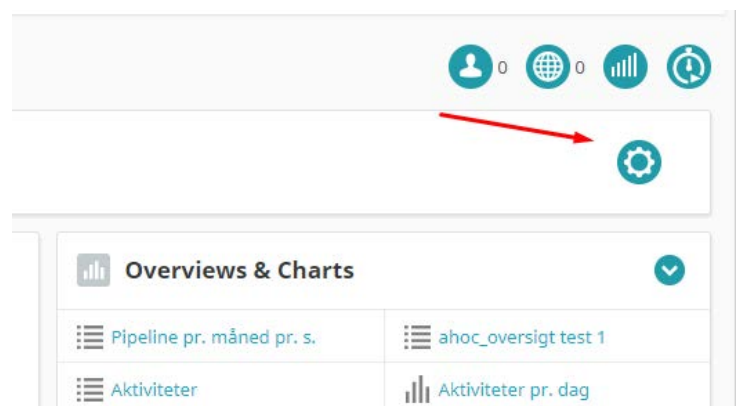 0 0
Overviews & Charts
Pipeline pr. måned pr. s. ahoc_oversigt test 1
Aktiviteter Aktiviteter pr. dag